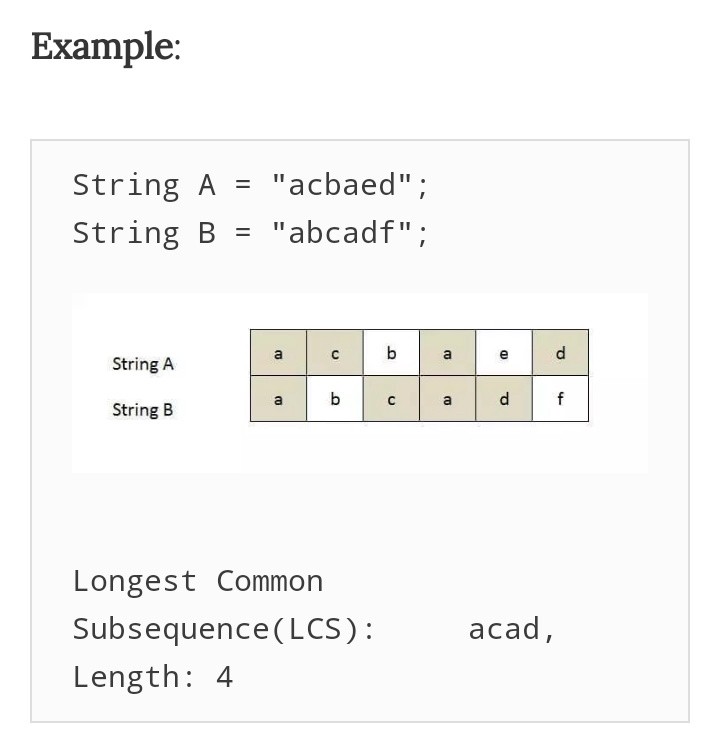 Example:
String A = "acbaed";
String B = "abcadf";
String A a c b a e d
String B a b c a d f
Longest Common
Subsequence(LCS): acad,
Length: 4